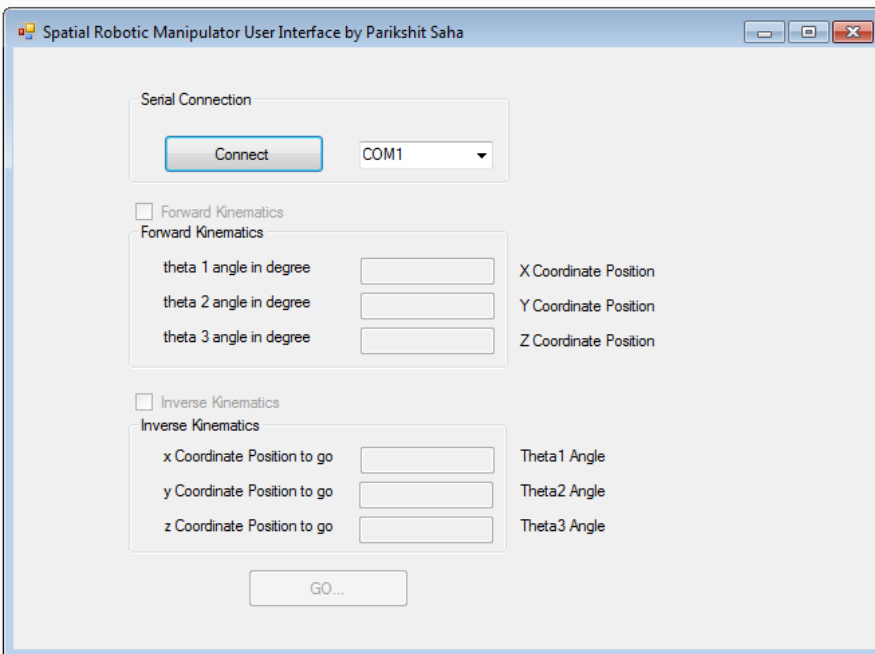 Spatial Robotic Manipulator User Interface by Parikshit Saha
Serial Connection
Connect COM1
Forward Kinematics
Forward Kinematics
theta 1 angle in degree X Coordinate Position
theta 2 angle in degree Y Coordinate Position
theta 3 angle in degree Z Coordinate Position
Inverse Kinematics
Inverse Kinematics
x Coordinate Position to go Theta1 Angle
y Coordinate Position to go Theta2 Angle
z Coordinate Position to go Theta3 Angle
GO...